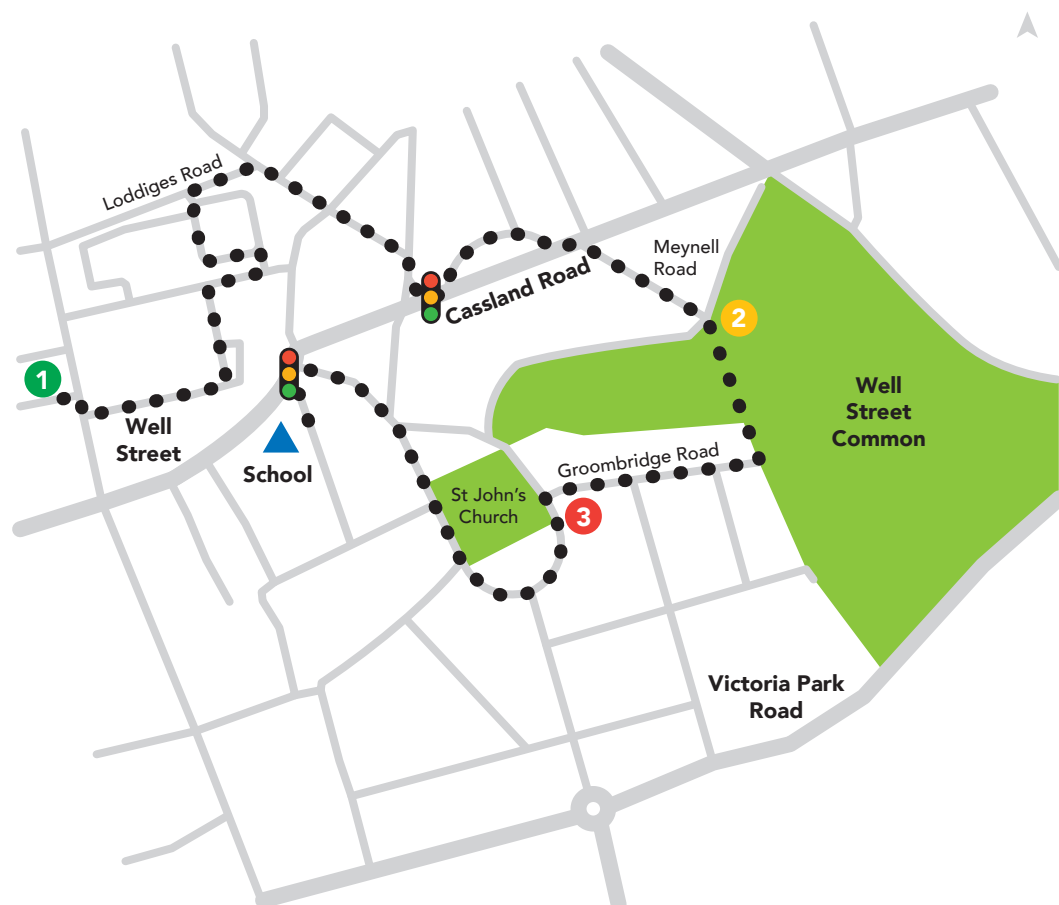 Loddiges Road
Meynell
Road
Cassland Road
2
1
Well
Street
Common
Well
Street
School
Groombridge Road
St John's
Church
3
Victoria Park
Road